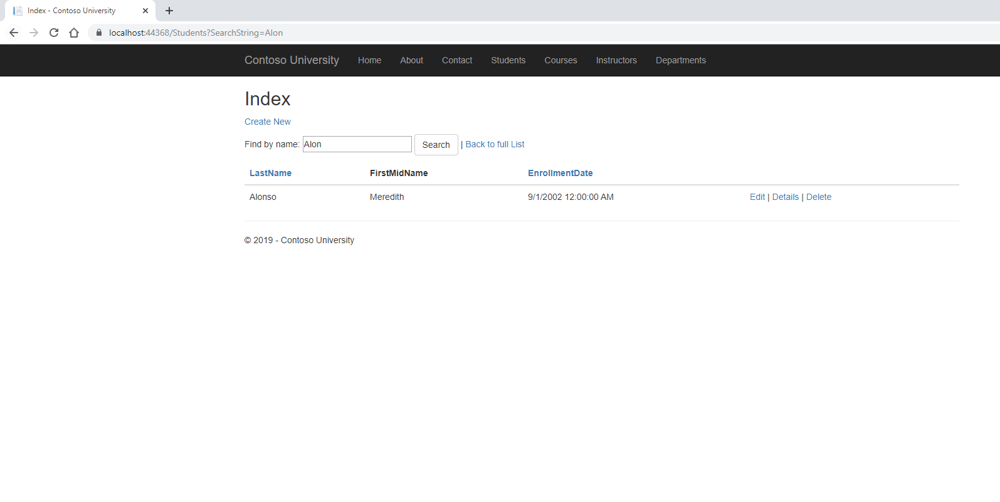 Index - Contoso University
localhost:44368/Students?SearchString=Alon
Contoso University Home About Contact Students Courses Instructors Departments
Index
Create New
Find by name: Alon Search | Back to full List
LastName FirstMidName EnrollmentDate
Alonso Meredith 9/1/2002 12:00:00 AM Edit | Details | Delete
© 2019 - Contoso University